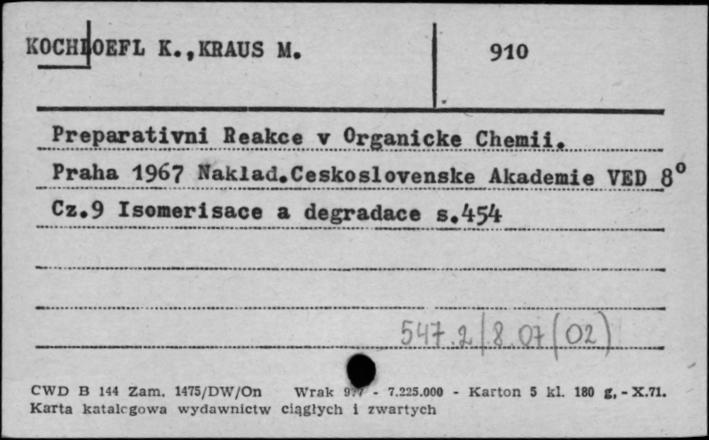 KOCHLOEFL K.,KRAUS M. 910
Preparativni Reakce v Organicke Chemii.
Praha 1967 Naklad.Ceskoslovenske Akademie VED 8°
Cz.9 Isomerisace a degradace s.454
547.2/8.07(02)
CWD B 144 Zam. 1475/DW/On Wrak - 7.225.000 - Karton 5 kl. 180 g, - X.71.
Karta katalogowa wydawnictw ciągłych i zwartych